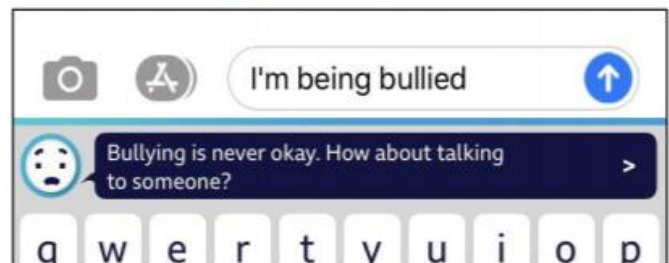 I'm being bullied
Bullying is never okay. How about talking
to someone?
>
q w e r t y u i o p